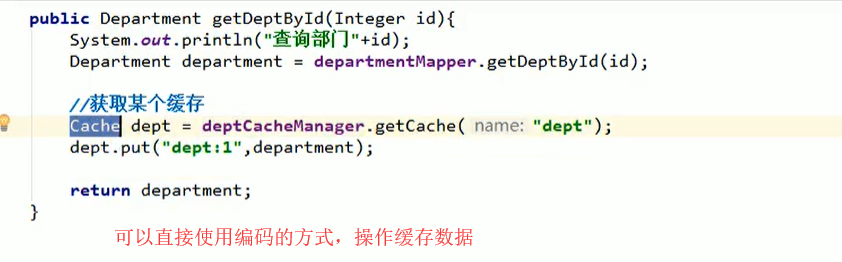 public Department getDeptById(Integer id){
System.out.println("查询部门"+id);
Department department = departmentMapper.getDeptById(id);
//获取某个缓存
Cache dept = deptCacheManager.getCache( name: "dept");
dept.put("dept:1",department);
return department;
}
可以直接使用编码的方式，操作缓存数据